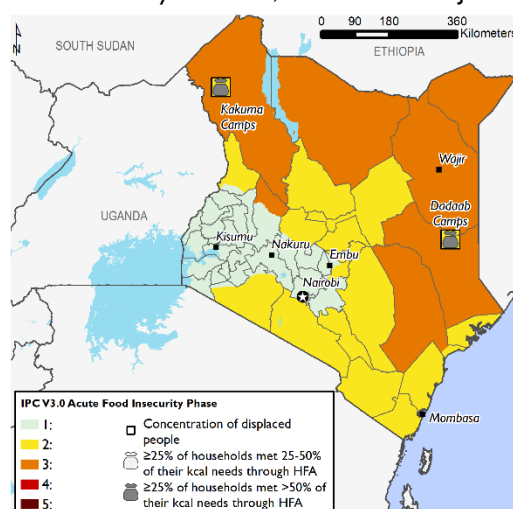 0 90 180 360
Kilometers
SOUTH SUDAN
ETHIOPIA
Kakuma
Camps
Wajir
Dadaab
Camps
UGANDA
Kisumu
Nakuru
Embu
Nairobi
Mombasa
IPC V3.0 Acute Food Insecurity Phase
1:
2:
3:
4:
5:
Concentration of displaced
people
≥25% of households met 25-50%
of their kcal needs through HFA
≥25% of households met >50% of
their kcal needs through HFA